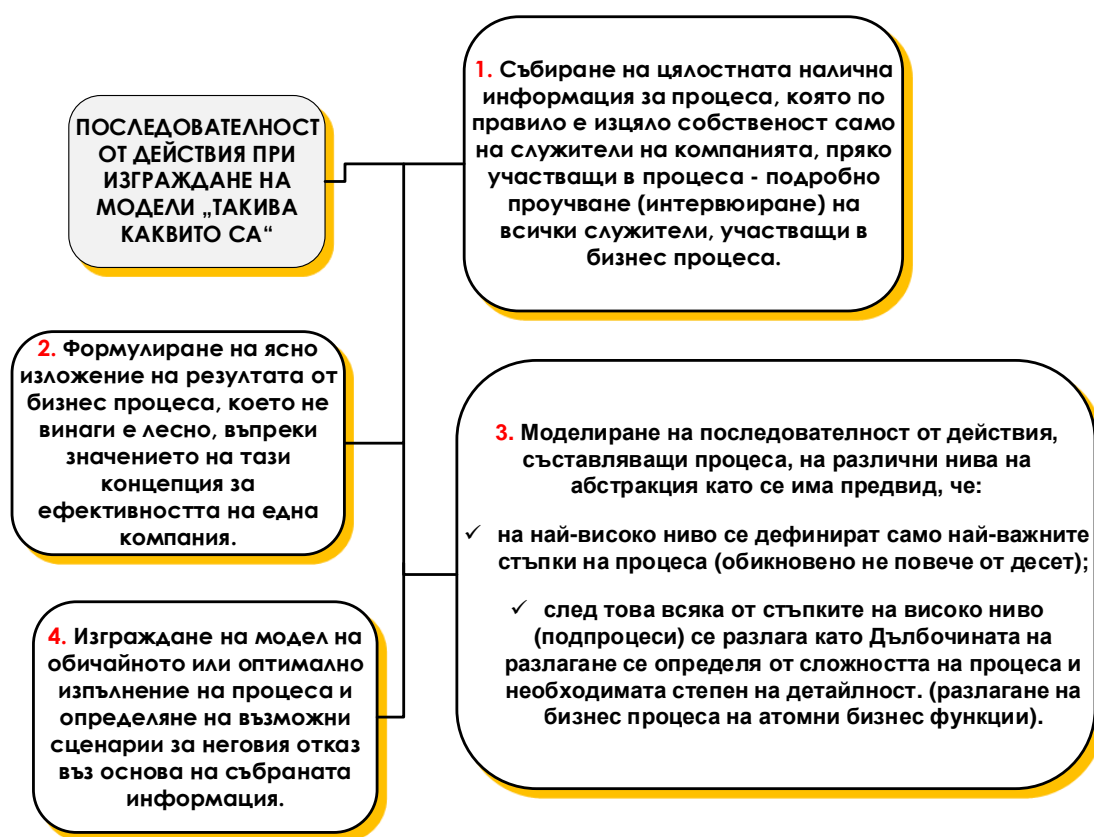 ПОСЛЕДОВАТЕЛНОСТ
ОТ ДЕЙСТВИЯ ПРИ
ИЗГРАЖДАНЕ НА
МОДЕЛИ „ТАКИВА
КАКВИТО СА“
1. Събиране на цялостната налична
информация за процеса, която по
правило е изцяло собственост само
на служители на компанията, пряко
участващи в процеса - подробно
проучване (интервюиране) на
всички служители, участващи в
бизнес процеса.
2. Формулиране на ясно
изложение на резултата от
бизнес процеса, което не
винаги е лесно, въпреки
значението на тази
концепция за
ефективността на една
компания.
3. Моделиране на последователност от действия,
съставляващи процеса, на различни нива на
абстракция като се има предвид, че:
✓ на най-високо ниво се дефинират само най-важните
стъпки на процеса (обикновено не повече от десет);
✓ след това всяка от стъпките на високо ниво
(подпроцеси) се разлага като Дълбочината на
разлагане се определя от сложността на процеса и
необходимата степен на детайлност. (разлагане на
бизнес процеса на атомни бизнес функции).
4. Изграждане на модел на
обичайното или оптимално
изпълнение на процеса и
определяне на възможни
сценарии за неговия отказ
въз основа на събраната
информация.